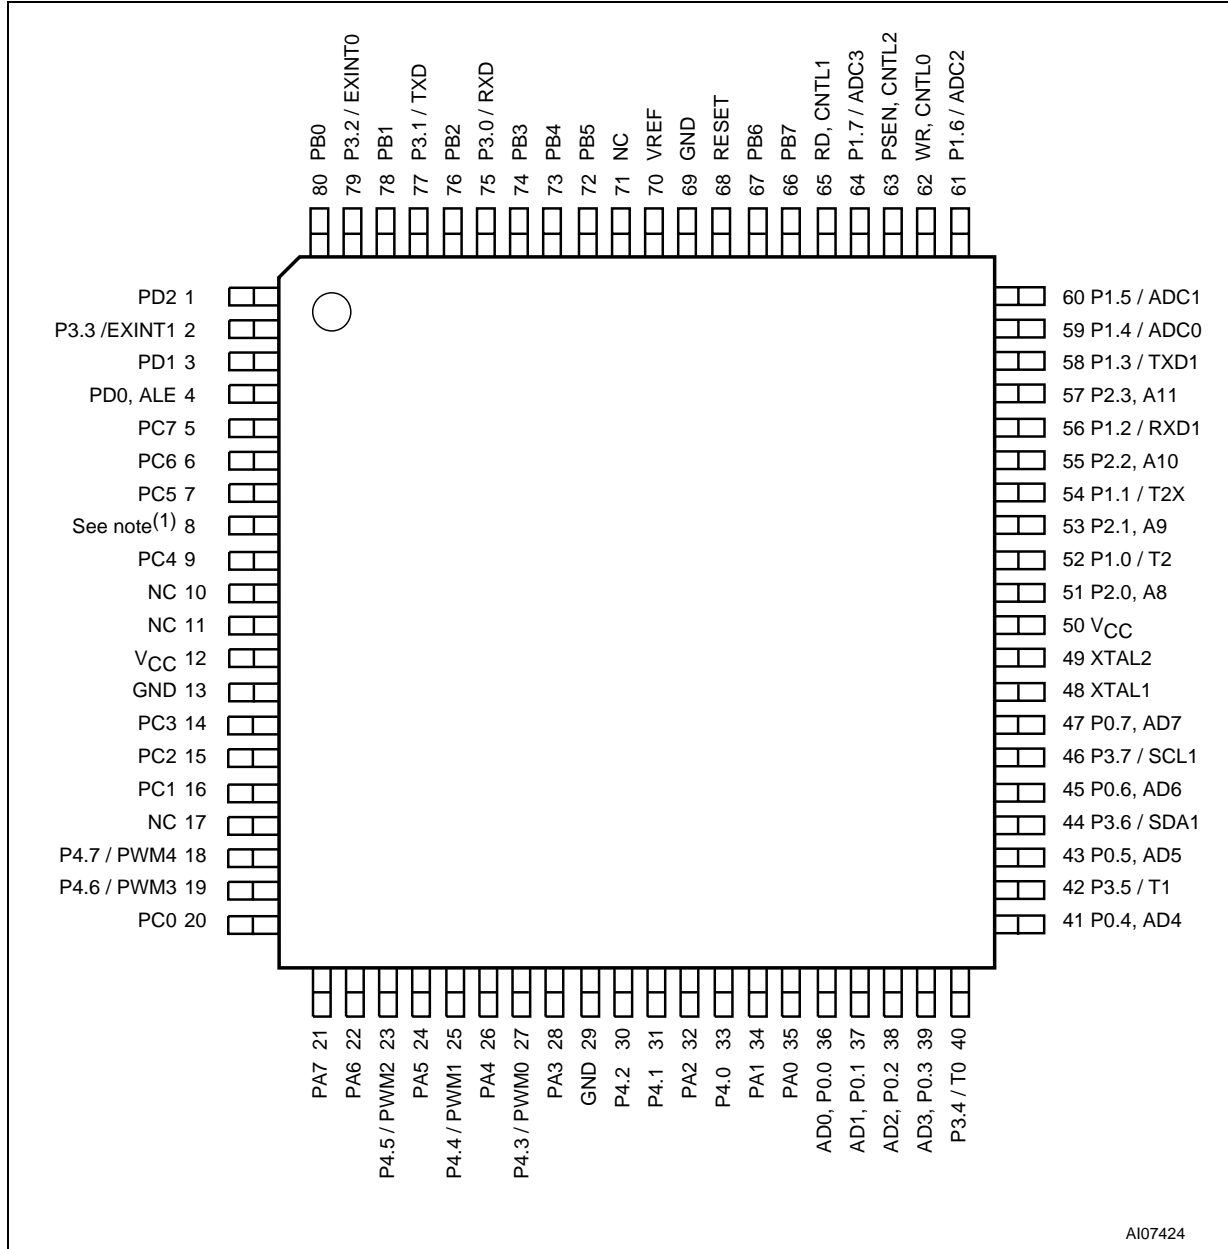 80 PB0
79 P3.2 / EXINT0
78 PB1
77 P3.1 / TXD
76 PB2
75 P3.0 / RXD
74 PB3
73 PB4
72 PB5
71 NC
70 VREF
69 GND
68 RESET
67 PB6
66 PB7
65 RD, CNTL1
64 P1.7 / ADC3
63 PSEN, CNTL2
62 WR, CNTL0
61 P1.6 / ADC2
PD2 1
P3.3 /EXINT1 2
PD1 3
PD0, ALE 4
PC7 5
PC6 6
PC5 7
See note(1) 8
PC4 9
NC 10
NC 11
VCC 12
GND 13
PC3 14
PC2 15
PC1 16
NC 17
P4.7 / PWM4 18
P4.6 / PWM3 19
PC0 20
60 P1.5 / ADC1
59 P1.4 / ADC0
58 P1.3 / TXD1
57 P2.3, A11
56 P1.2 / RXD1
55 P2.2, A10
54 P1.1 / T2X
53 P2.1, A9
52 P1.0 / T2
51 P2.0, A8
50 VCC
49 XTAL2
48 XTAL1
47 P0.7, AD7
46 P3.7 / SCL1
45 P0.6, AD6
44 P3.6 / SDA1
43 P0.5, AD5
42 P3.5 / T1
41 P0.4, AD4
PA7 21
PA6 22
P4.5 / PWM2 23
PA5 24
P4.4 / PWM1 25
PA4 26
P4.3 / PWM0 27
PA3 28
GND 29
P4.2 30
P4.1 31
PA2 32
P4.0 33
PA1 34
PA0 35
AD0, P0.0 36
AD1, P0.1 37
AD2, P0.2 38
AD3, P0.3 39
P3.4 / T0 40
AI07424